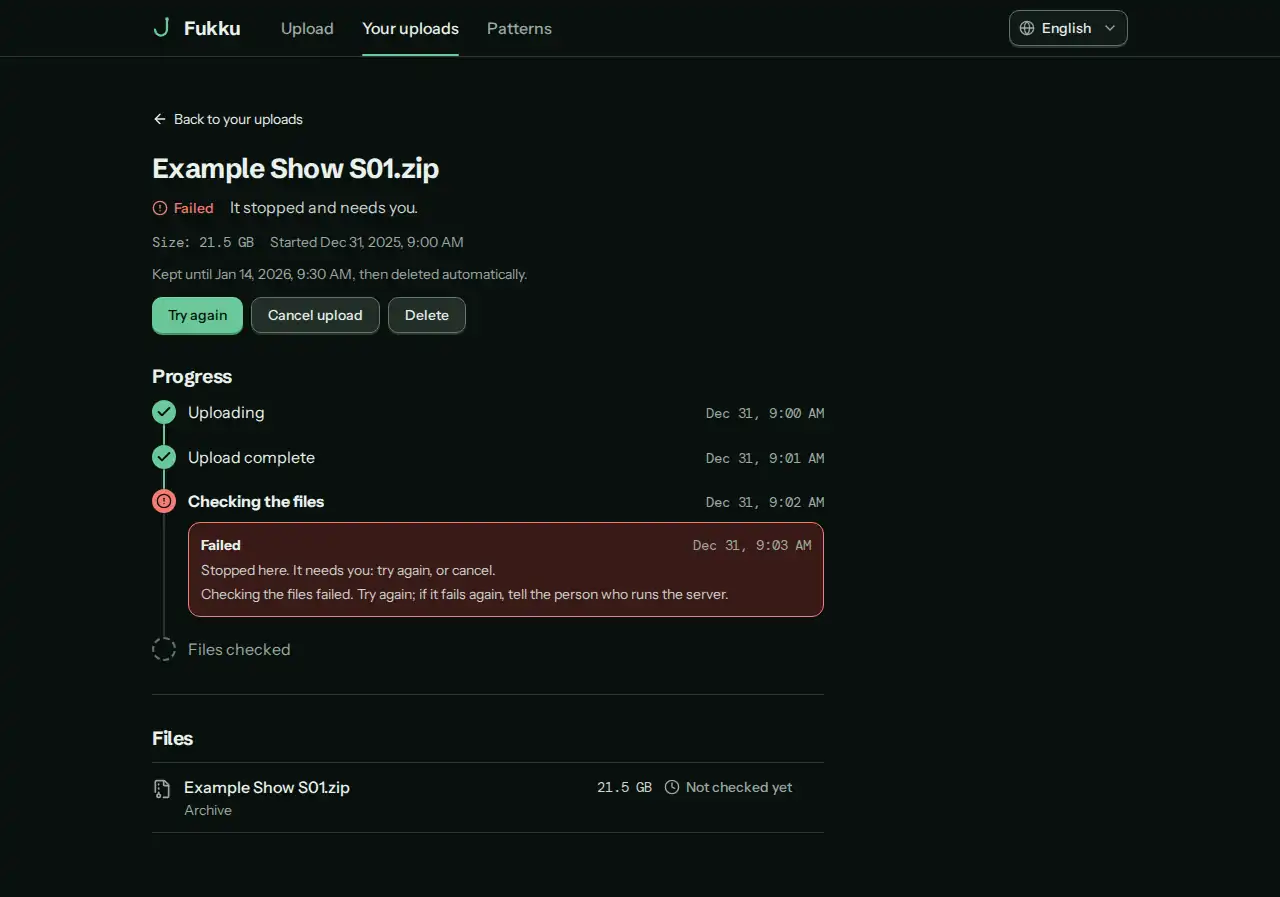 Fukku
Upload
Your uploads
Patterns
English
Back to your uploads
Example Show S01.zip
Failed It stopped and needs you.
Size: 21.5 GB Started Dec 31, 2025, 9:00 AM
Kept until Jan 14, 2026, 9:30 AM, then deleted automatically.
Try again
Cancel upload
Delete
Progress
Uploading Dec 31, 9:00 AM
Upload complete Dec 31, 9:01 AM
Checking the files Dec 31, 9:02 AM
Failed Dec 31, 9:03 AM
Stopped here. It needs you: try again, or cancel.
Checking the files failed. Try again; if it fails again, tell the person who runs the server.
Files checked
Files
Example Show S01.zip 21.5 GB Not checked yet
Archive